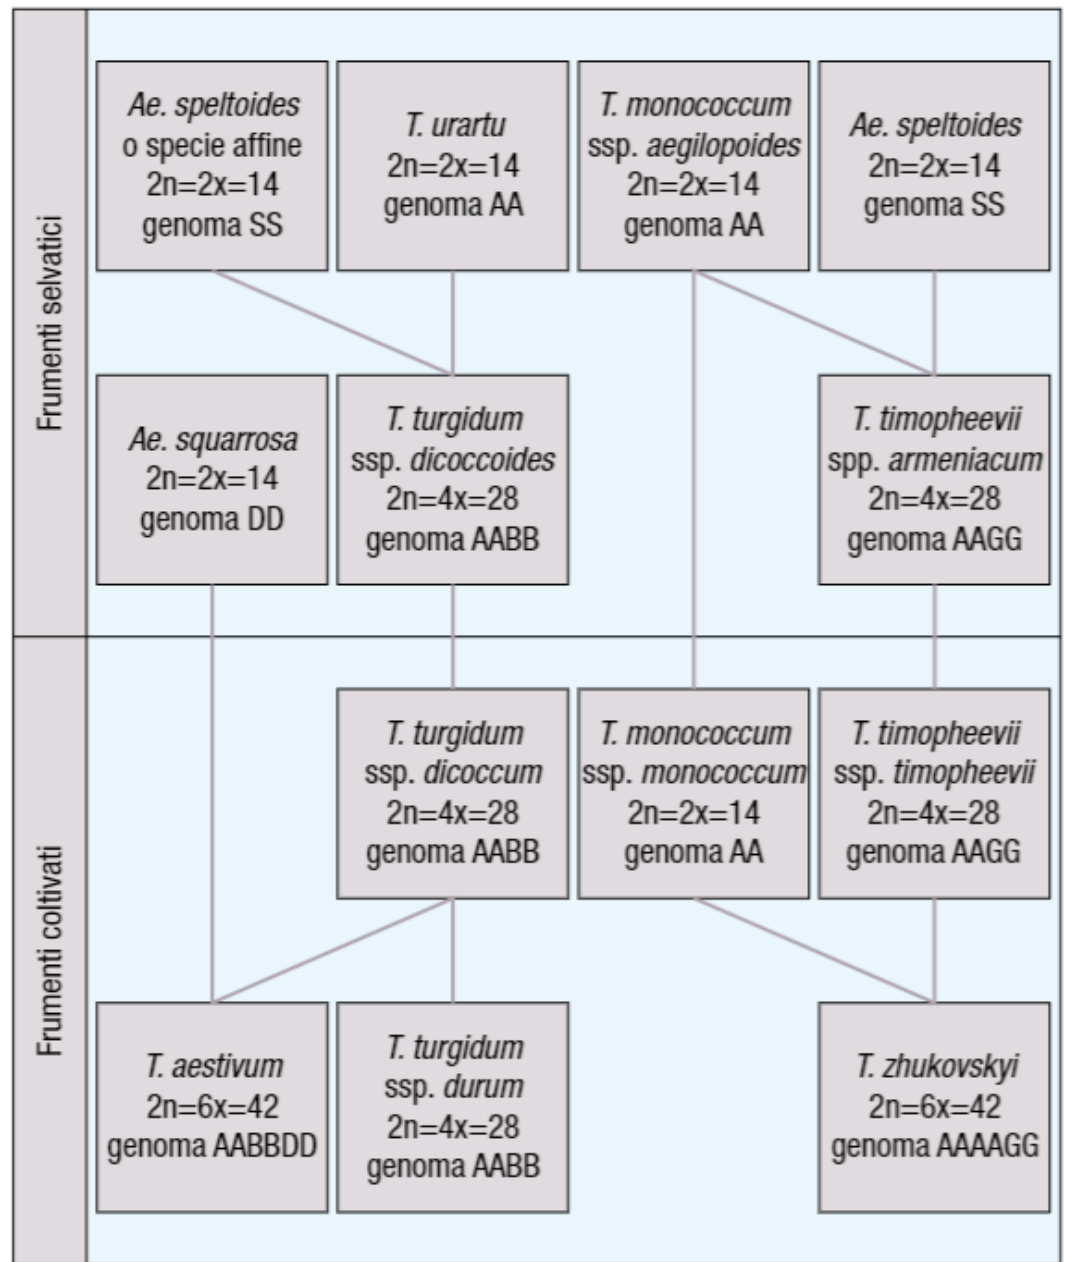 Frumenti selvatici
Ae. speltoides
o specie affine
2n=2x=14
genoma SS
T. urartu
2n=2x=14
genoma AA
T. monococcum
ssp. aegilopoides
2n=2x=14
genoma AA
Ae. speltoides
2n=2x=14
genoma SS
Ae. squarrosa
2n=2x=14
genoma DD
T. turgidum
ssp. dicoccoides
2n=4x=28
genoma AABB
T. timopheevii
spp. armeniacum
2n=4x=28
genoma AAGG
Frumenti coltivati
T. turgidum
ssp. dicoccum
2n=4x=28
genoma AABB
T. monococcum
ssp. monococcum
2n=2x=14
genoma AA
T. timopheevii
ssp. timopheevii
2n=4x=28
genoma AAGG
T. aestivum
2n=6x=42
genoma AABBDD
T. turgidum
ssp. durum
2n=4x=28
genoma AABB
T. zhukovskyi
2n=6x=42
genoma AAAAGG